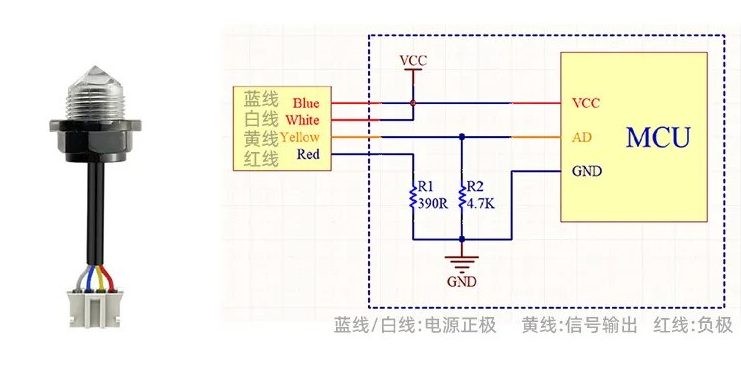 VCC
蓝线 Blue
白线 White
黄线 Yellow
红线 Red
VCC
AD
GND
MCU
R1
390R
R2
4.7K
GND
蓝线/白线:电源正极 黄线:信号输出 红线:负极